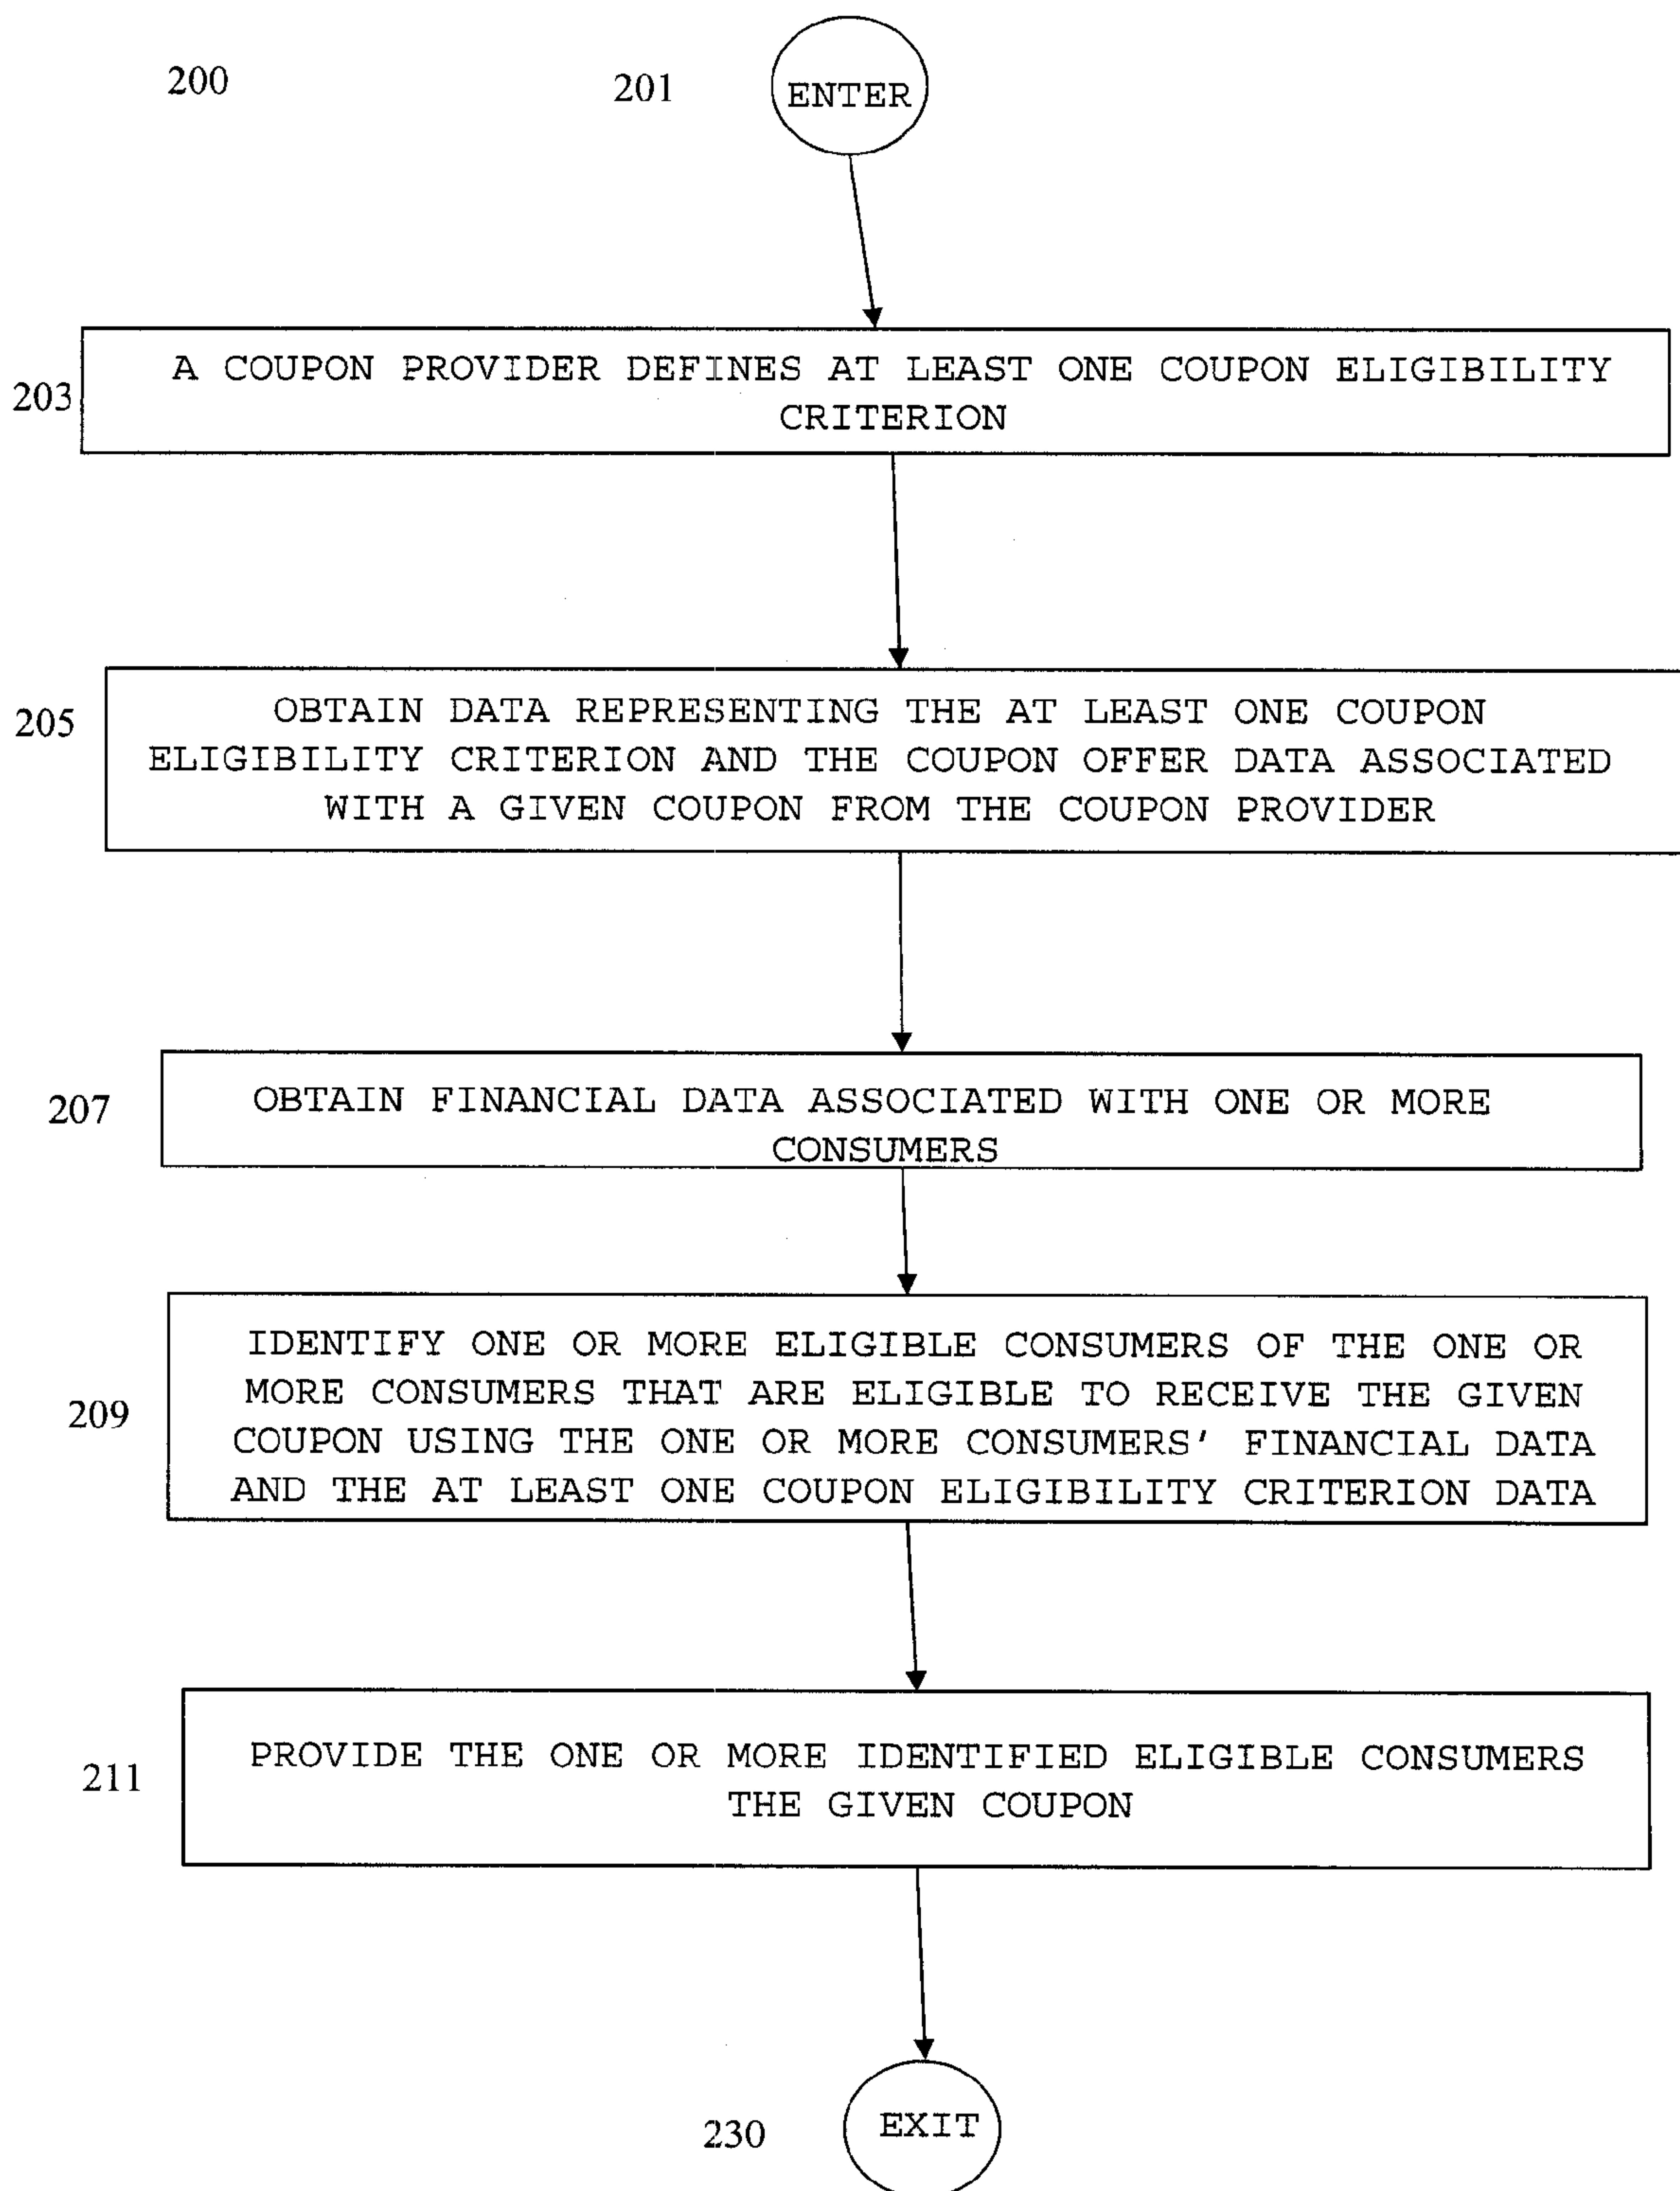 200
201
ENTER
203
A COUPON PROVIDER DEFINES AT LEAST ONE COUPON ELIGIBILITY
CRITERION
205
OBTAIN DATA REPRESENTING THE AT LEAST ONE COUPON
ELIGIBILITY CRITERION AND THE COUPON OFFER DATA ASSOCIATED
WITH A GIVEN COUPON FROM THE COUPON PROVIDER
207
OBTAIN FINANCIAL DATA ASSOCIATED WITH ONE OR MORE
CONSUMERS
209
IDENTIFY ONE OR MORE ELIGIBLE CONSUMERS OF THE ONE OR
MORE CONSUMERS THAT ARE ELIGIBLE TO RECEIVE THE GIVEN
COUPON USING THE ONE OR MORE CONSUMERS' FINANCIAL DATA
AND THE AT LEAST ONE COUPON ELIGIBILITY CRITERION DATA
211
PROVIDE THE ONE OR MORE IDENTIFIED ELIGIBLE CONSUMERS
THE GIVEN COUPON
230
EXIT